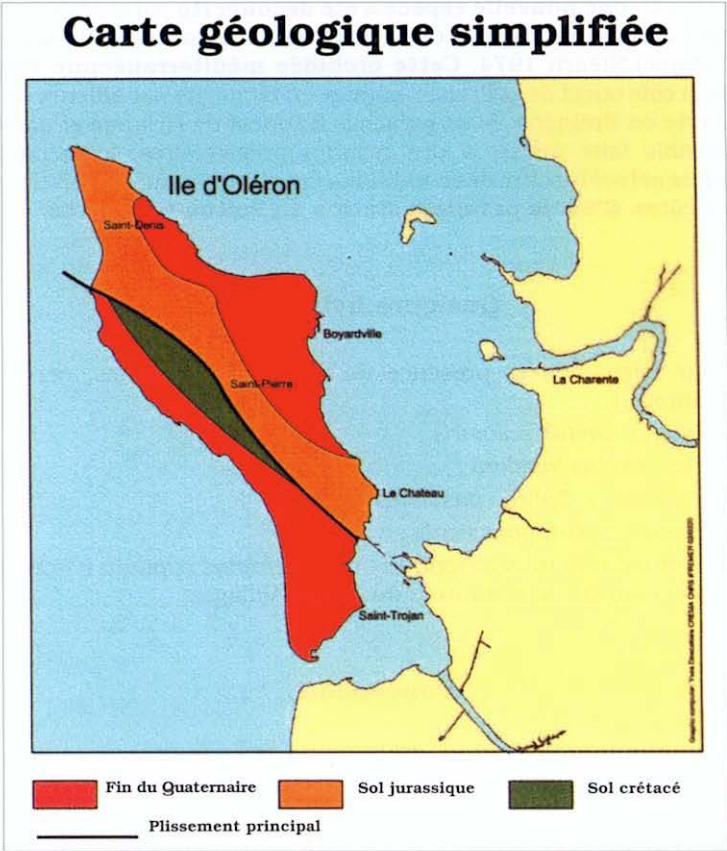 Carte géologique simplifiée
Ile d'Oléron
Saint-Denis
Boyardville
La Charente
Saint-Pierre
Le Chateau
Saint-Trojan
Fin du Quaternaire
Sol jurassique
Sol crétacé
Plissement principal